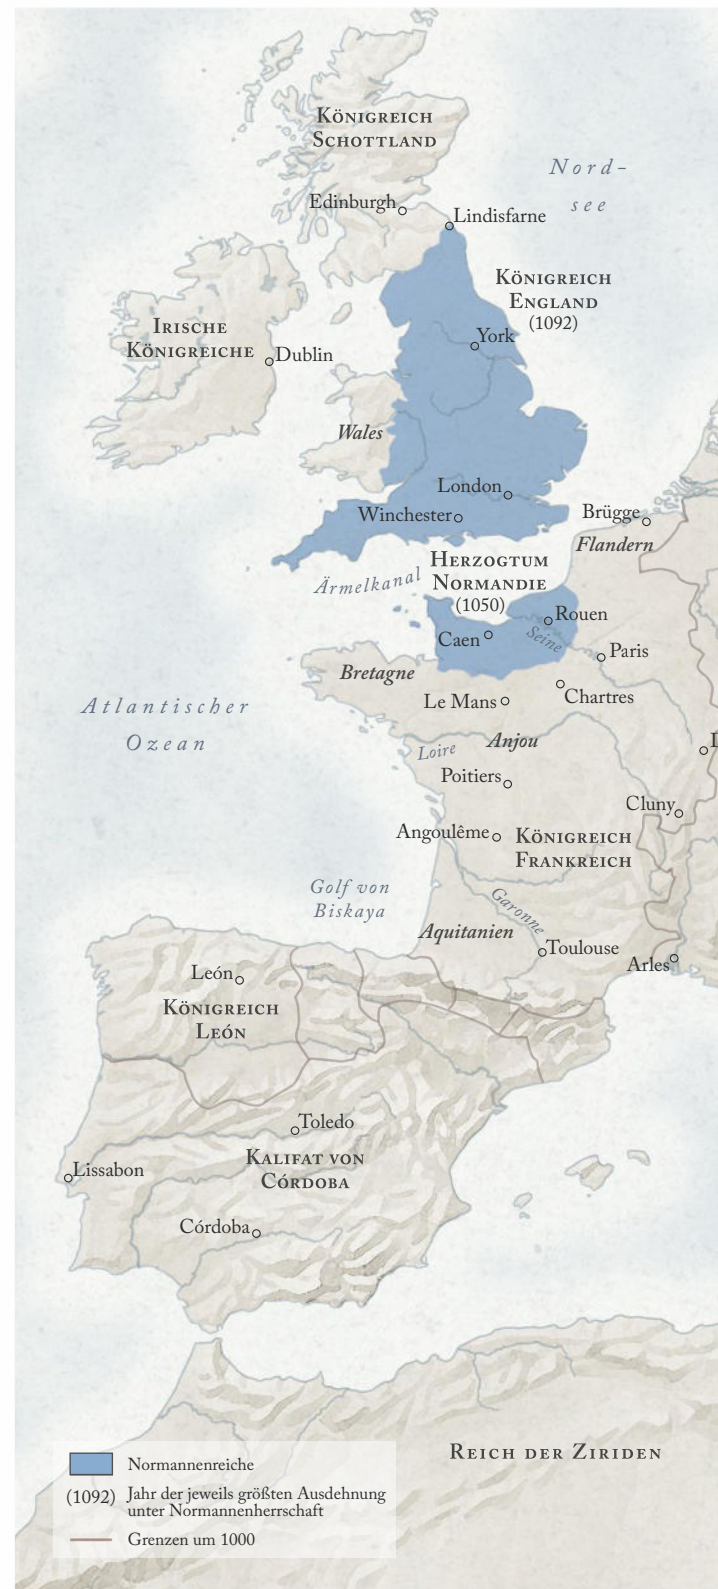 Königreich
Schottland
Nord-
see
Edinburgh
Lindisfarne
Königreich
England
(1092)
Irische
Königreiche
York
Dublin
Wales
London
Winchester
Brügge
Flandern
Herzogtum
Normandie
(1050)
Ärmelkanal
Rouen
Caen
Seine
Paris
Bretagne
Chartres
Le Mans
Atlantischer
Ozean
Anjou
Loire
Poitiers
Cluny
Angoulême
Königreich
Frankreich
Golf von
Biskaya
Garonne
Aquitanien
Toulouse
Arles
León
Königreich
León
Toledo
Kalifat von
Córdoba
Lissabon
Córdoba
Reich der Ziriden
Normannenreiche
(1092) Jahr der jeweils größten Ausdehnung
unter Normannenherrschaft
Grenzen um 1000